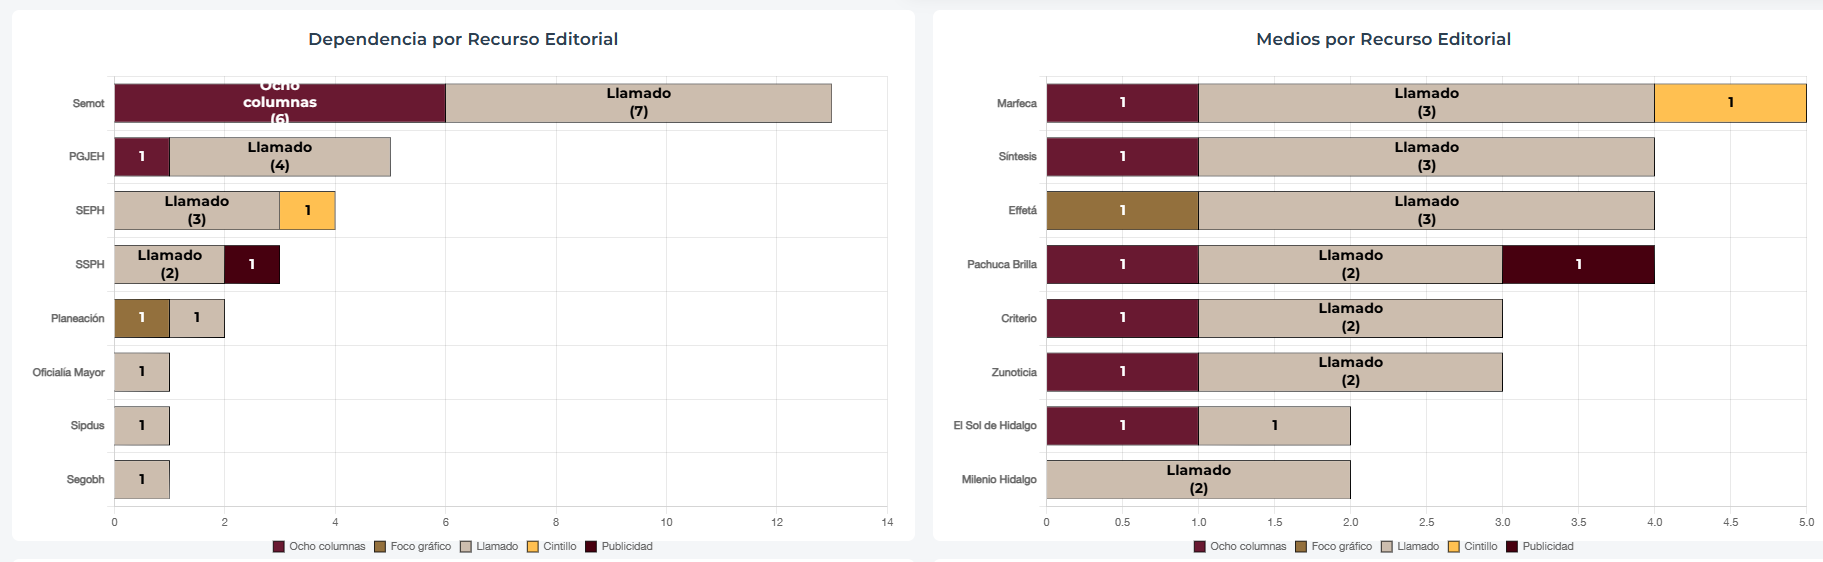 Dependencia por Recurso Editorial
Semot
Ocho
columnas
(6)
Llamado
(7)
PGJEH
1
Llamado
(4)
SEPH
Llamado
(3)
1
SSPH
Llamado
(2)
1
Planeación
1
1
Oficialía Mayor
1
Sipdus
1
Segobh
1
0 2 4 6 8 10 12 14
Ocho columnas Foco gráfico Llamado Cintillo Publicidad
Medios por Recurso Editorial
Marfeca
1
Llamado
(3)
1
Síntesis
1
Llamado
(3)
Effetá
1
Llamado
(3)
Pachuca Brilla
1
Llamado
(2)
1
Criterio
1
Llamado
(2)
Zunoticia
1
Llamado
(2)
El Sol de Hidalgo
1
1
Milenio Hidalgo
Llamado
(2)
0 0.5 1.0 1.5 2.0 2.5 3.0 3.5 4.0 4.5 5.0
Ocho columnas Foco gráfico Llamado Cintillo Publicidad